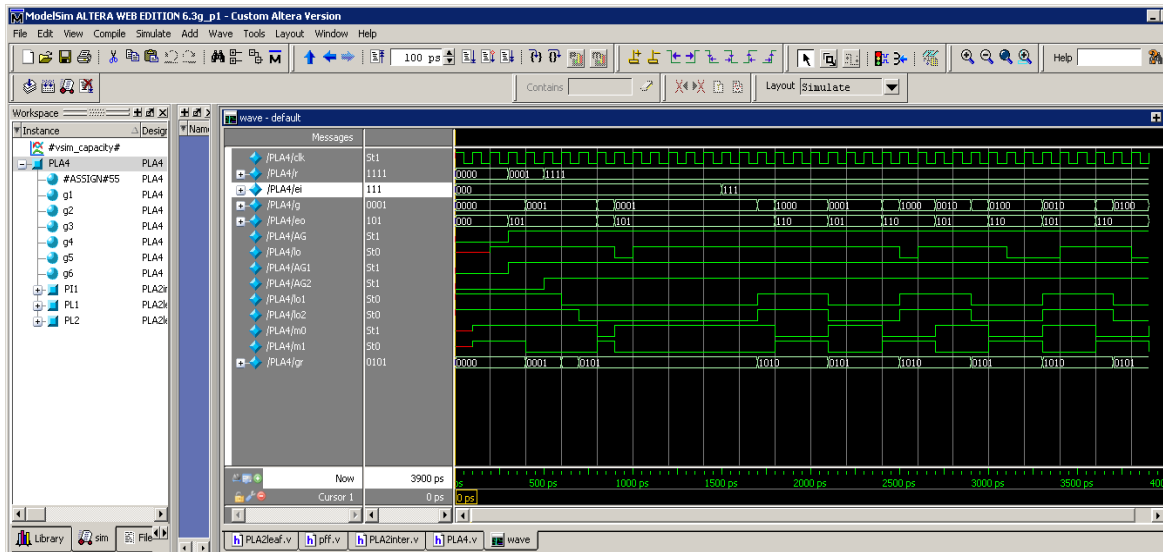 ModelSim ALTERA WEB EDITION 6.3g_p1 - Custom Altera Version
File Edit View Compile Simulate Add Wave Tools Layout Window Help
100 ps
Help
Contains
Layout Simulate
Workspace
Instance Design
#vsim_capacity#
PLA4 PLA4
#ASSIGN#55 PLA4
g1 PLA4
g2 PLA4
g3 PLA4
g4 PLA4
g5 PLA4
g6 PLA4
PI1 PLA2in
PL1 PLA2le
PL2 PLA2le
Name
wave - default
Messages
/PLA4/clk St1
/PLA4/r 1111 0000 0001 1111
/PLA4/ei 111 000 111
/PLA4/g 0001 0000 0001 0001 1000 0001 1000 0010 0100 0010 0100
/PLA4/eo 101 000 101 101 110 101 110 101 110 101 110
/PLA4/AG St1
/PLA4/lo St0
/PLA4/AG1 St1
/PLA4/AG2 St1
/PLA4/lo1 St0
/PLA4/lo2 St0
/PLA4/m0 St1
/PLA4/m1 St0
/PLA4/gr 0101 0000 0001 0101 1010 0101 1010 0101 1010 0101
Now 3900 ps
500 ps 1000 ps 1500 ps 2000 ps 2500 ps 3000 ps 3500 ps
Cursor 1 0 ps 0 ps
Library sim File
PLA2leaf.v pff.v PLA2inter.v PLA4.v wave